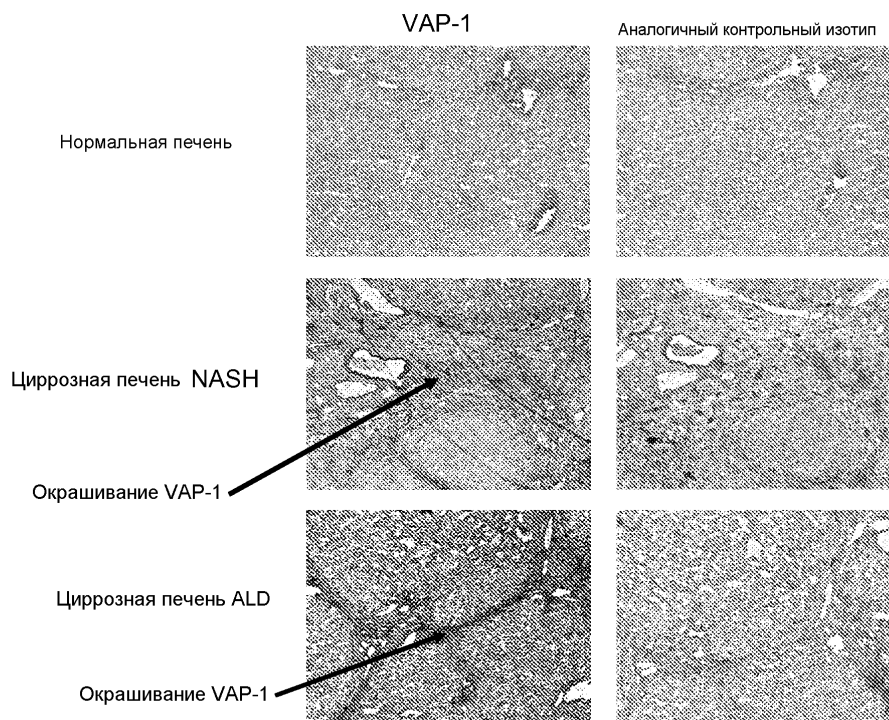 VAP-1
Аналогичный контрольный изотип
Нормальная печень
Циррозная печень NASH
Окрашивание VAP-1
Циррозная печень ALD
Окрашивание VAP-1